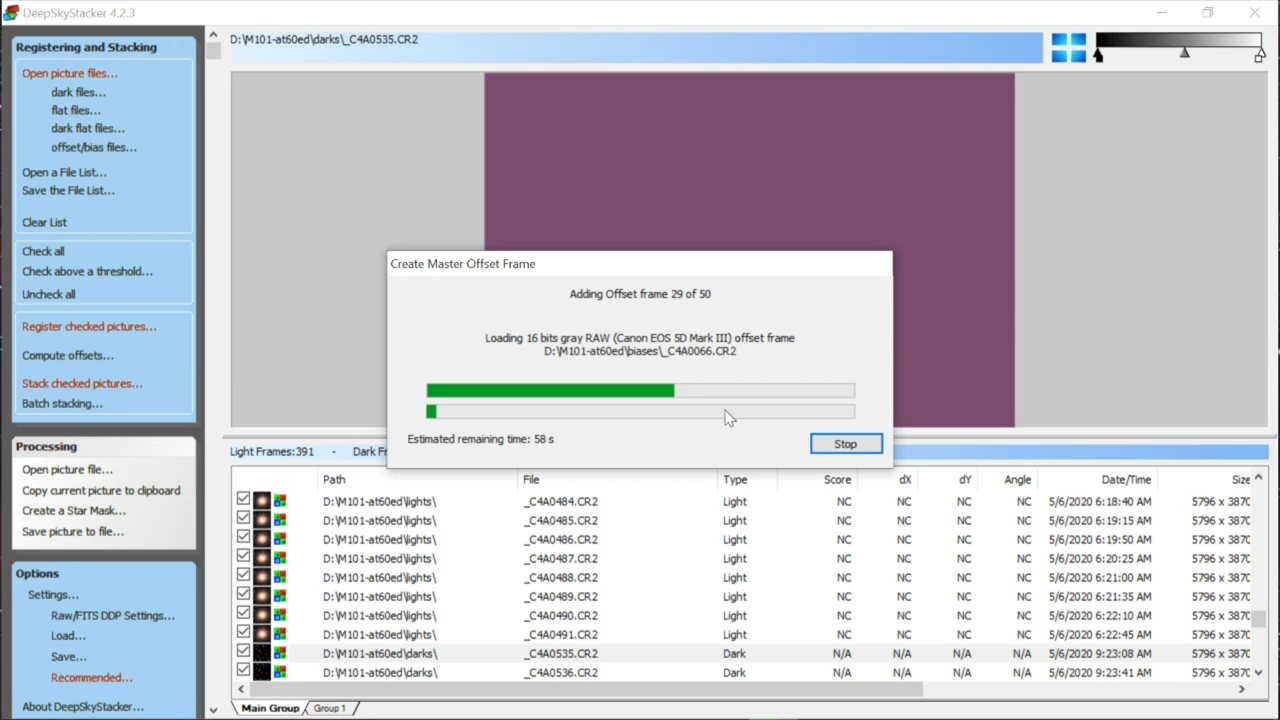 DeepSkyStacker 4.2.3
Registering and Stacking
Open picture files...
dark files...
flat files...
dark flat files...
offset/bias files...
Open a File List...
Save the File List...
Clear List
Check all
Check above a threshold...
Uncheck all
Register checked pictures...
Compute offsets...
Stack checked pictures...
Batch stacking...
Processing
Open picture file...
Copy current picture to clipboard
Create a Star Mask...
Save picture to file...
Options
Settings...
Raw/FITS DDP Settings...
Load...
Save...
Recommended...
About DeepSkyStacker...
D:\M101-at60ed\darks\_C4A0535.CR2
Create Master Offset Frame
Adding Offset frame 29 of 50
Loading 16 bits gray RAW (Canon EOS 5D Mark III) offset frame
D:\M101-at60ed\biases\_C4A0066.CR2
Estimated remaining time: 58 s
Stop
Light Frames:391 - Dark Fr
Path File Type Score dX dY Angle Date/Time Size
D:\M101-at60ed\lights\ _C4A0484.CR2 Light NC NC NC NC 5/6/2020 6:18:40 AM 5796 x 3870
D:\M101-at60ed\lights\ _C4A0485.CR2 Light NC NC NC NC 5/6/2020 6:19:15 AM 5796 x 3870
D:\M101-at60ed\lights\ _C4A0486.CR2 Light NC NC NC NC 5/6/2020 6:19:50 AM 5796 x 3870
D:\M101-at60ed\lights\ _C4A0487.CR2 Light NC NC NC NC 5/6/2020 6:20:25 AM 5796 x 3870
D:\M101-at60ed\lights\ _C4A0488.CR2 Light NC NC NC NC 5/6/2020 6:21:00 AM 5796 x 3870
D:\M101-at60ed\lights\ _C4A0489.CR2 Light NC NC NC NC 5/6/2020 6:21:35 AM 5796 x 3870
D:\M101-at60ed\lights\ _C4A0490.CR2 Light NC NC NC NC 5/6/2020 6:22:10 AM 5796 x 3870
D:\M101-at60ed\lights\ _C4A0491.CR2 Light NC NC NC NC 5/6/2020 6:22:45 AM 5796 x 3870
D:\M101-at60ed\darks\ _C4A0535.CR2 Dark N/A N/A N/A N/A 5/6/2020 9:23:08 AM 5796 x 3870
D:\M101-at60ed\darks\ _C4A0536.CR2 Dark N/A N/A N/A N/A 5/6/2020 9:23:41 AM 5796 x 3870
Main Group Group 1